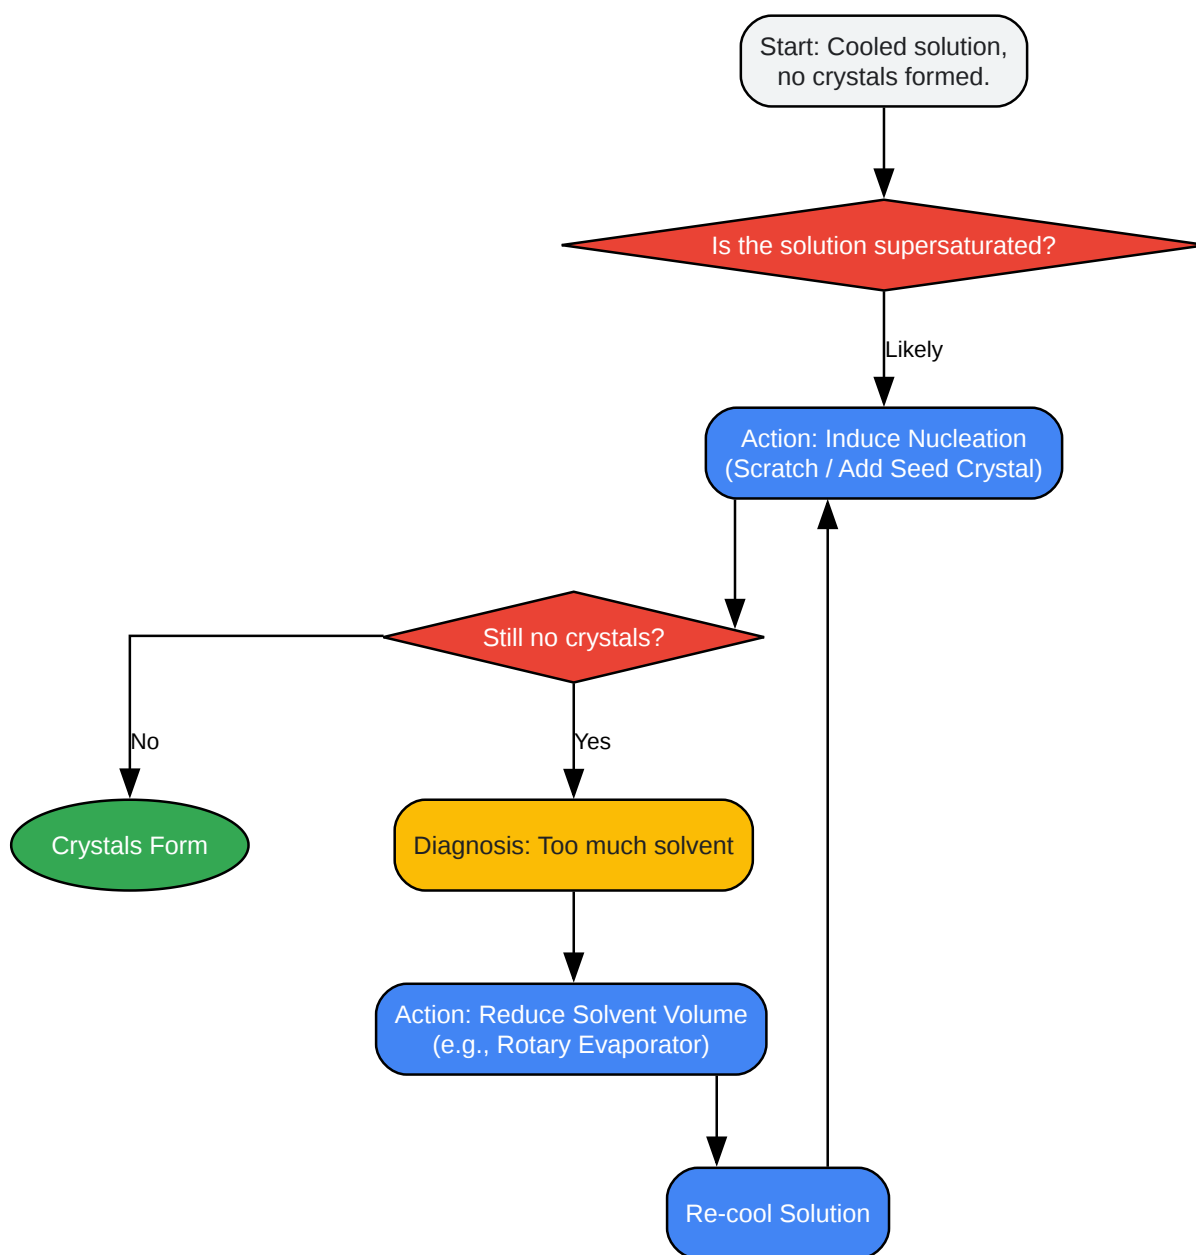 Start: Cooled solution,
no crystals formed.
Is the solution supersaturated?
Likely
Action: Induce Nucleation
(Scratch / Add Seed Crystal)
Still no crystals?
No
Yes
Crystals Form
Diagnosis: Too much solvent
Action: Reduce Solvent Volume
(e.g., Rotary Evaporator)
Re-cool Solution